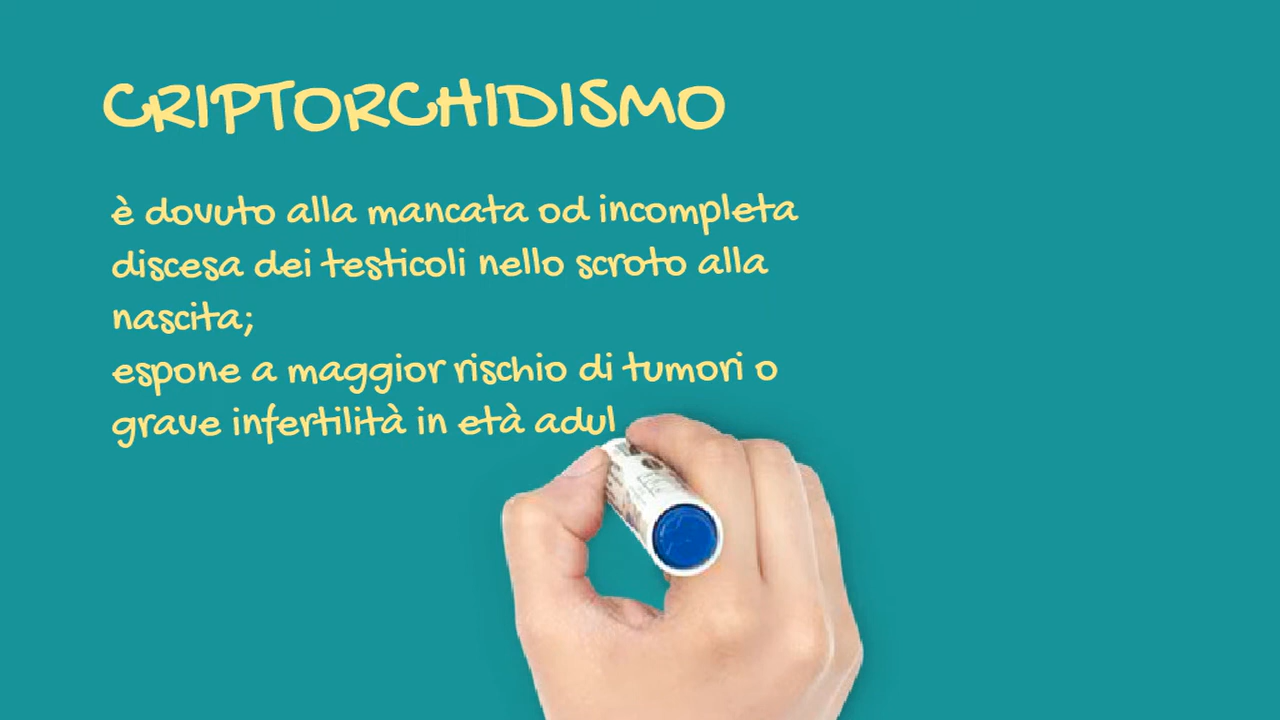 CRIPTORCHIDISMO
è dovuto alla mancata od incompleta
discesa dei testicoli nello scroto alla
nascita;
espone a maggior rischio di tumori o
grave infertilità in età adul